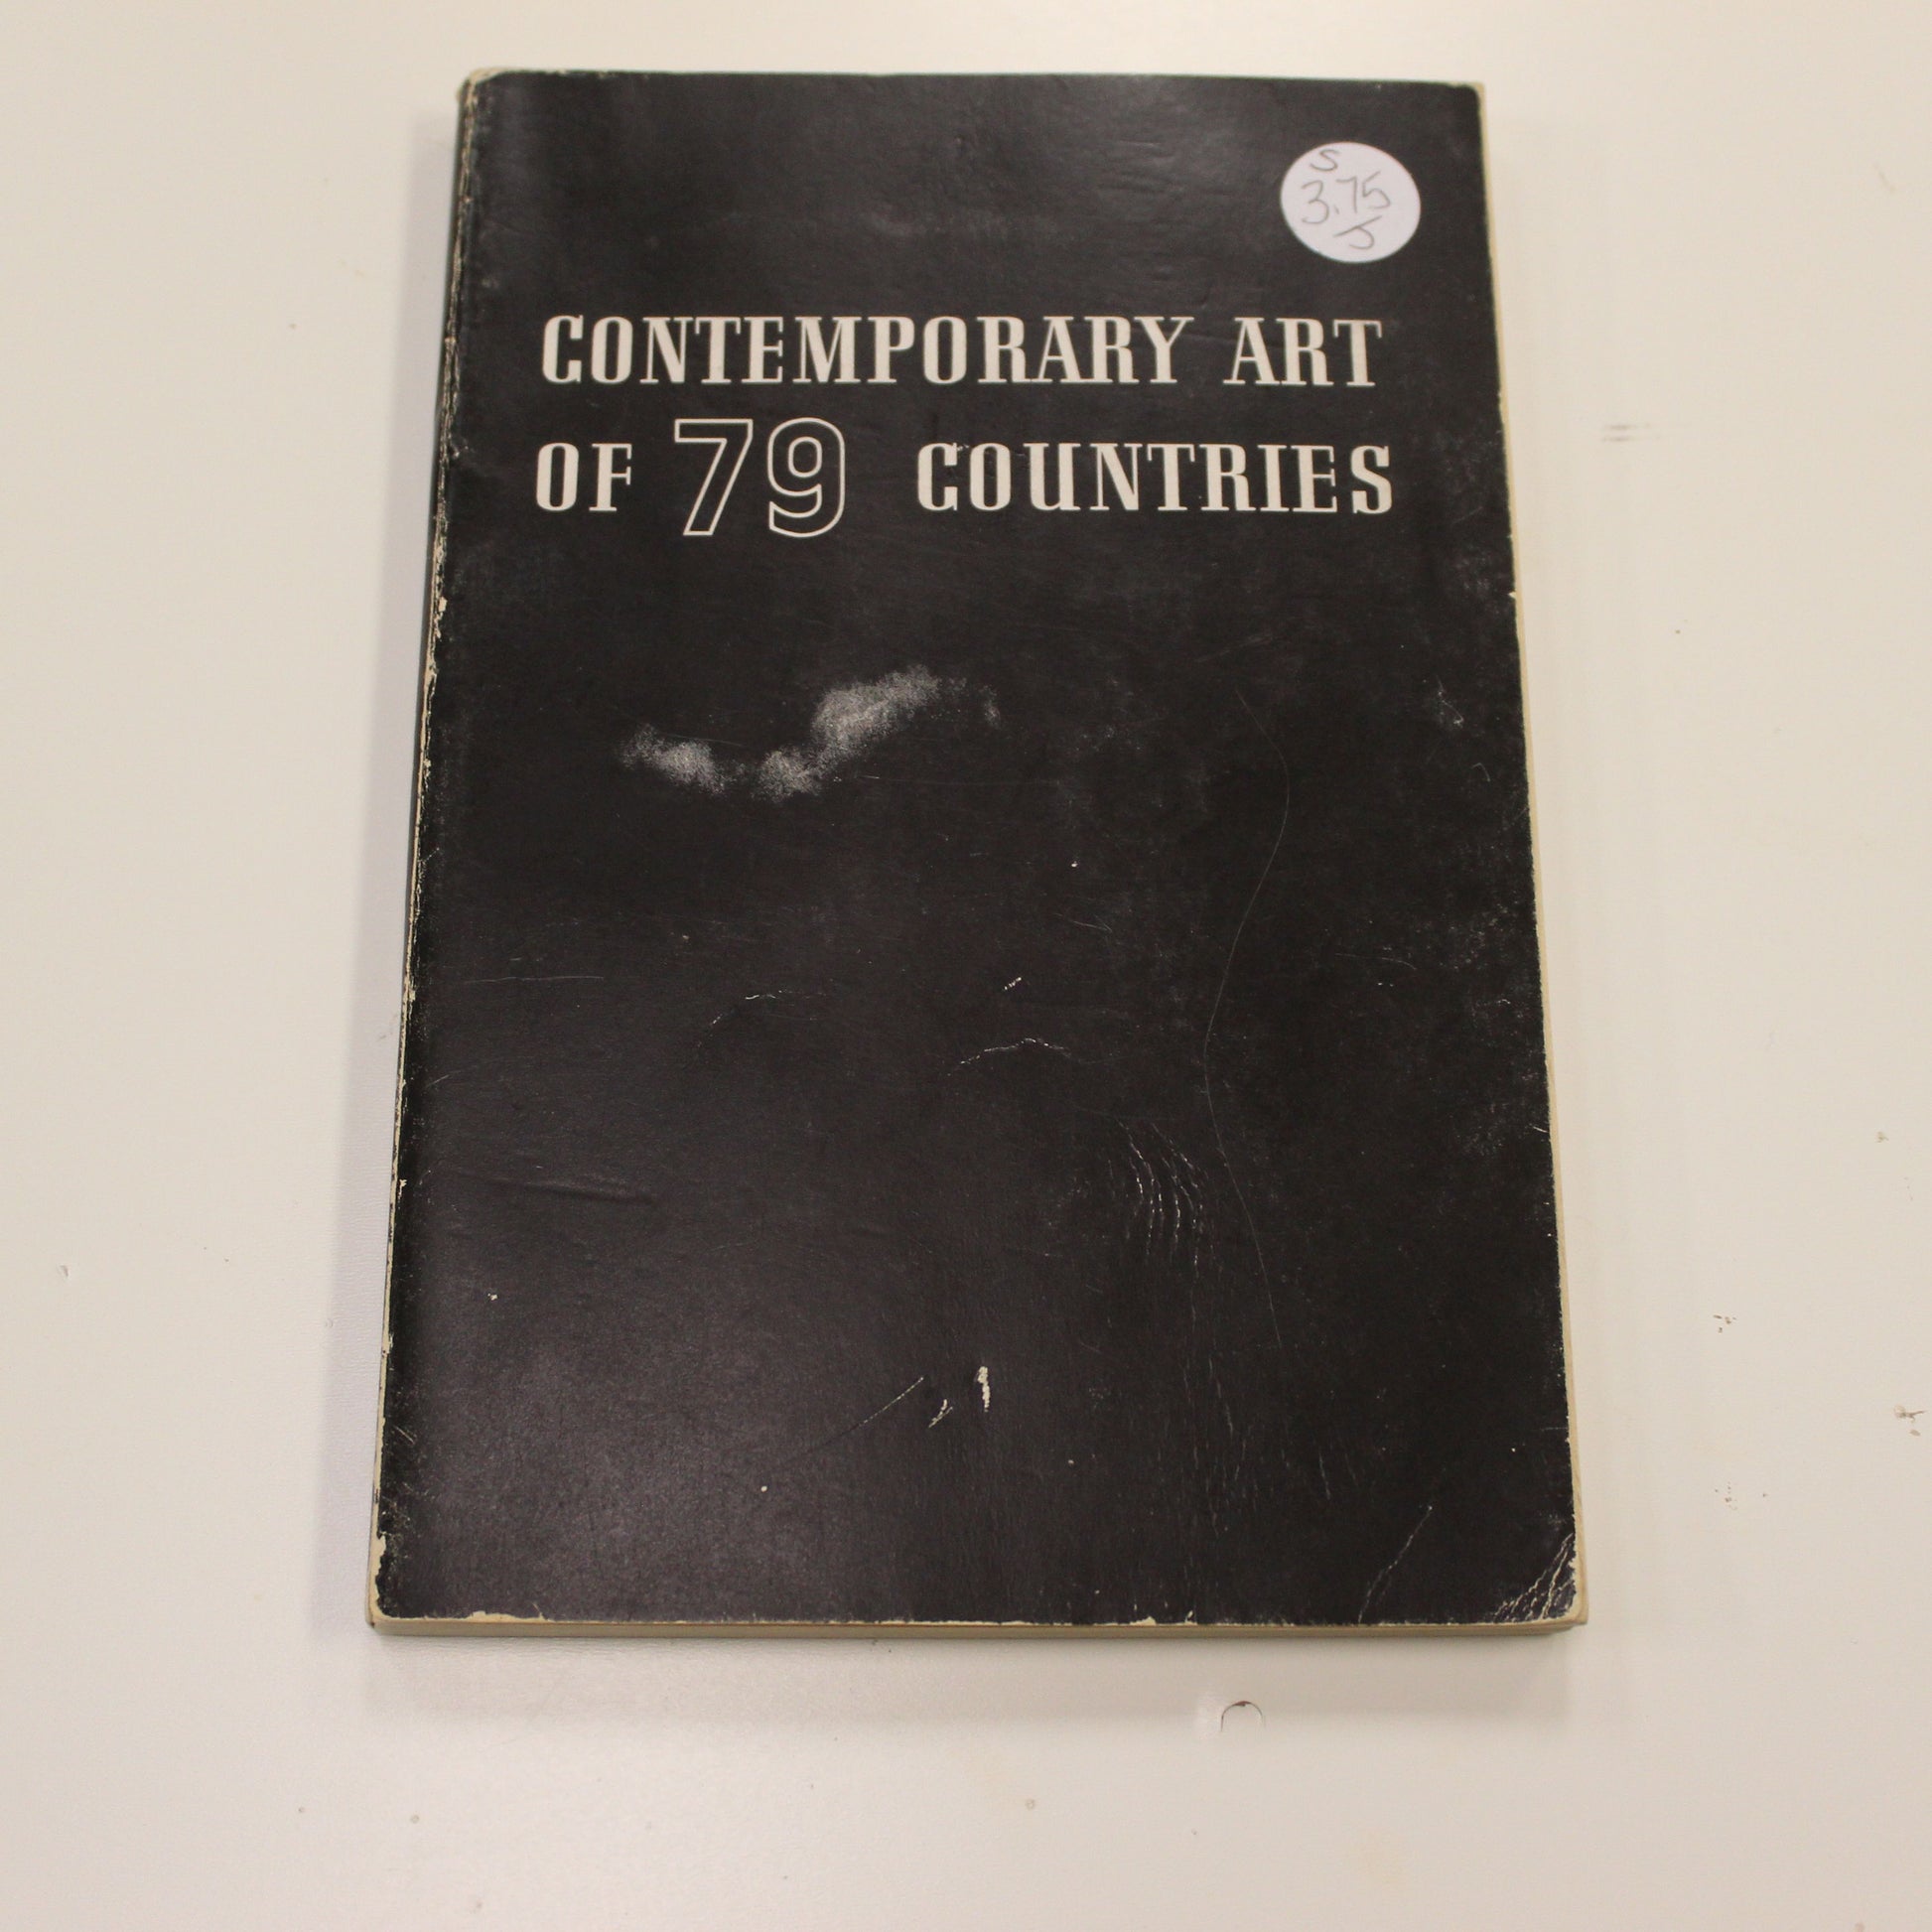 S
3.75
J
CONTEMPORARY ART
OF 79 COUNTRIES